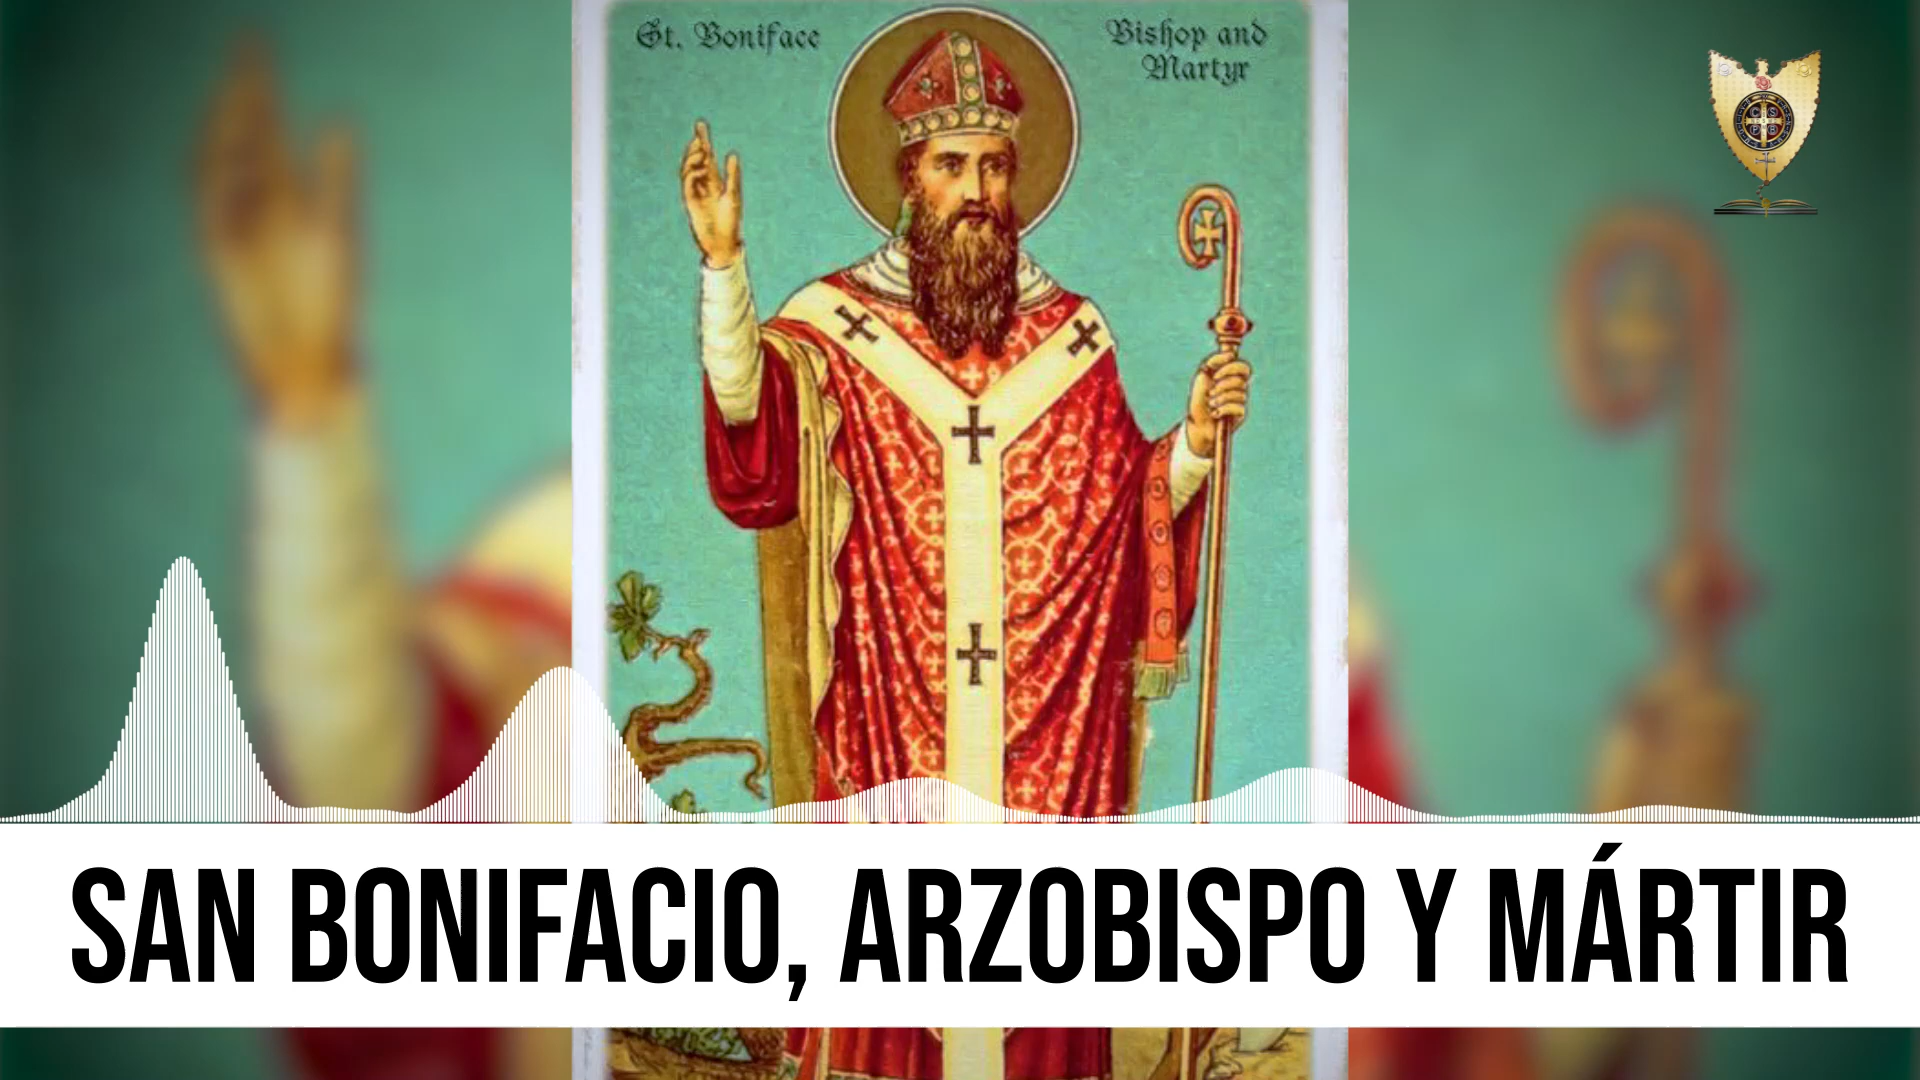 St. Boniface
Bishop and
Martyr
C S
P B
SAN BONIFACIO, ARZOBISPO Y MÁRTIR